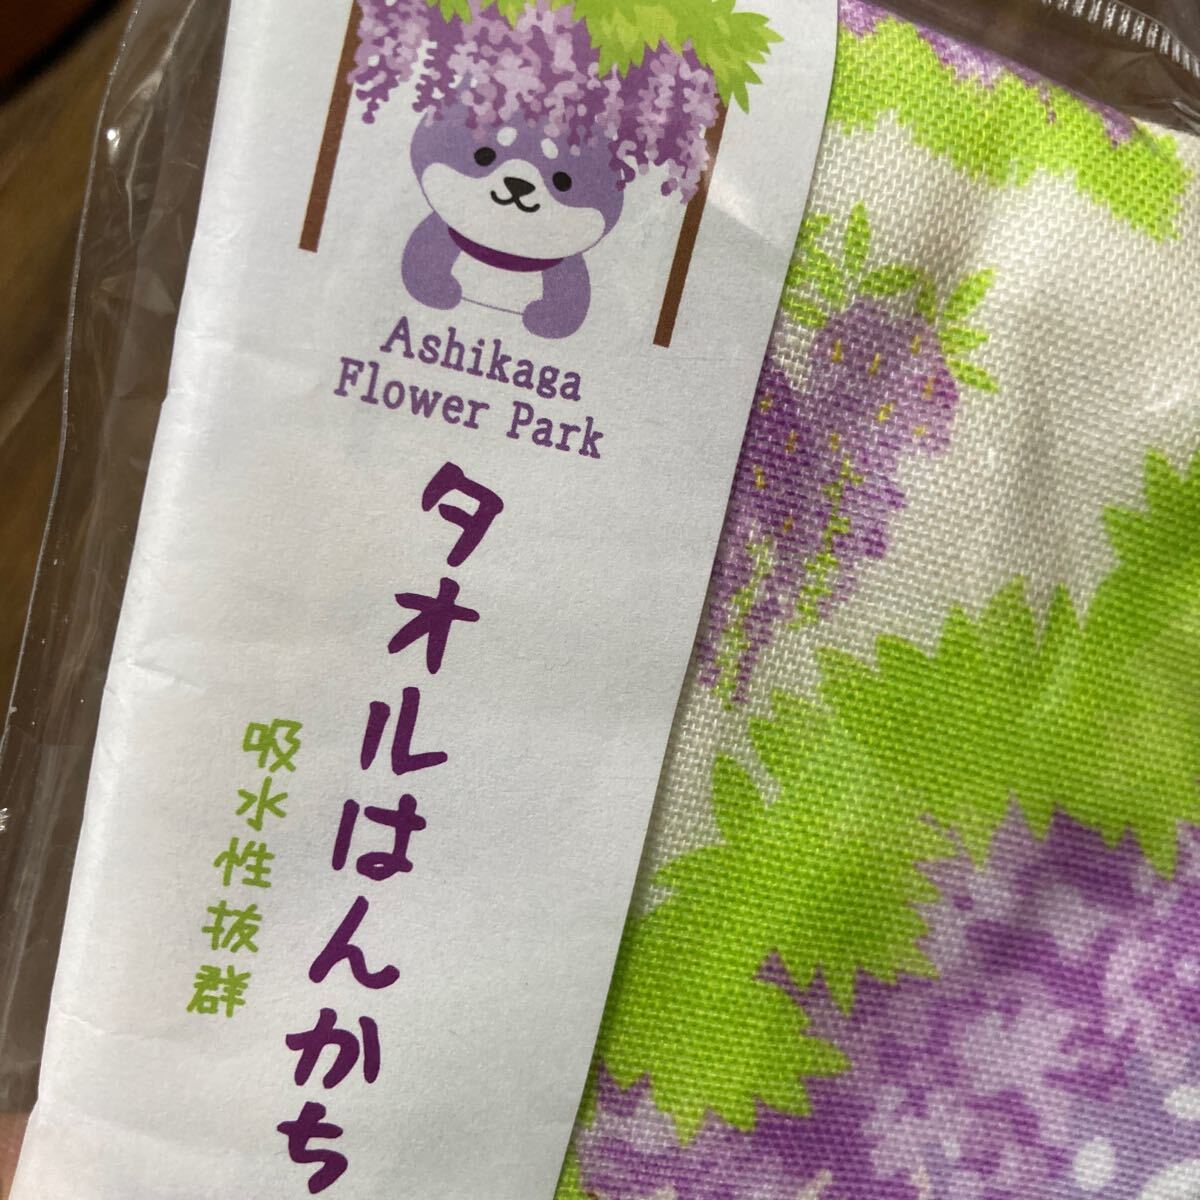 Ashikaga
Flower Park
タオルはんかち
吸水性抜群